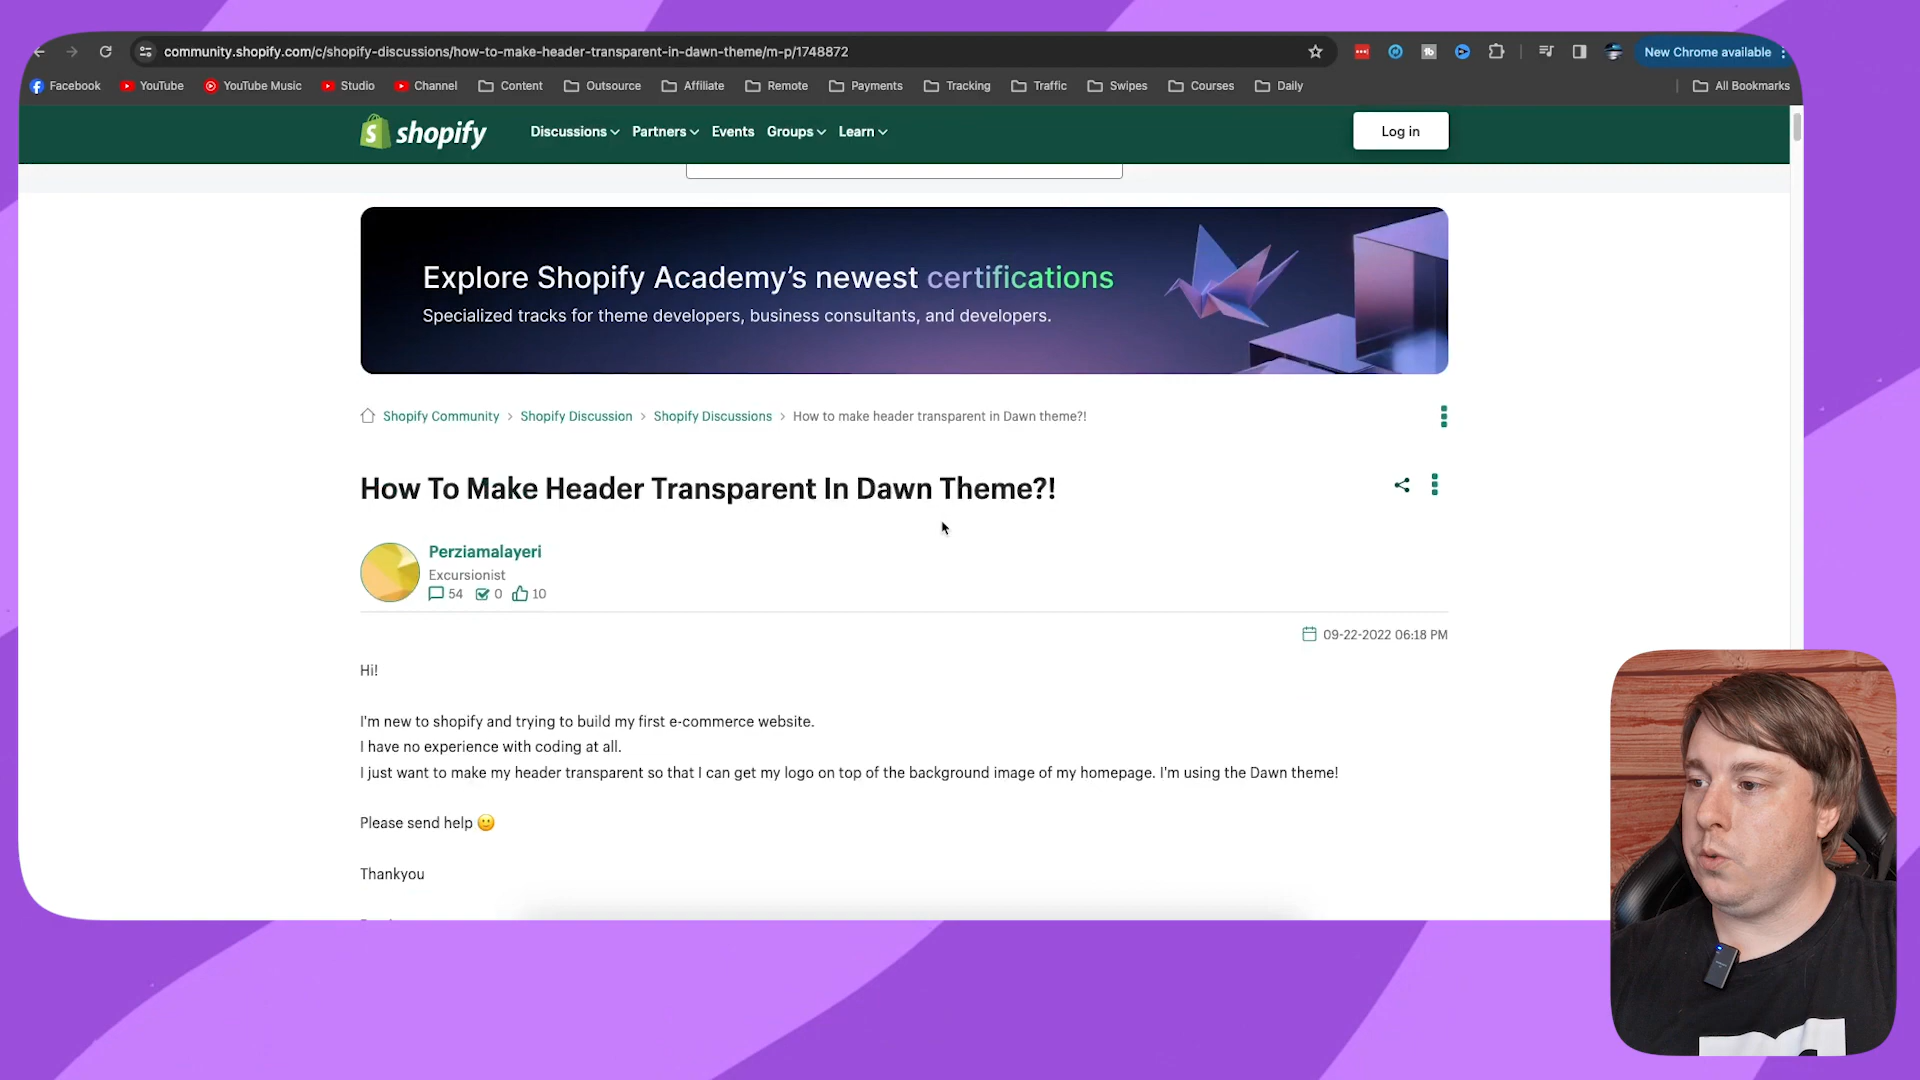 community.shopify.com/c/shopify-discussions/how-to-make-header-transparent-in-dawn-theme/m-p/1748872
New Chrome available
Facebook YouTube YouTube Music Studio Channel Content Outsource Affiliate Remote Payments Tracking Traffic Swipes Courses Daily All Bookmarks
shopify Discussions Partners Events Groups Learn Log in
Explore Shopify Academy's newest certifications
Specialized tracks for theme developers, business consultants, and developers.
Shopify Community > Shopify Discussion > Shopify Discussions > How to make header transparent in Dawn theme?!
How To Make Header Transparent In Dawn Theme?!
Perziamalayeri
Excursionist
54 0 10
09-22-2022 06:18 PM
Hi!
I'm new to shopify and trying to build my first e-commerce website.
I have no experience with coding at all.
I just want to make my header transparent so that I can get my logo on top of the background image of my homepage. I'm using the Dawn theme!
Please send help 🙂
Thankyou